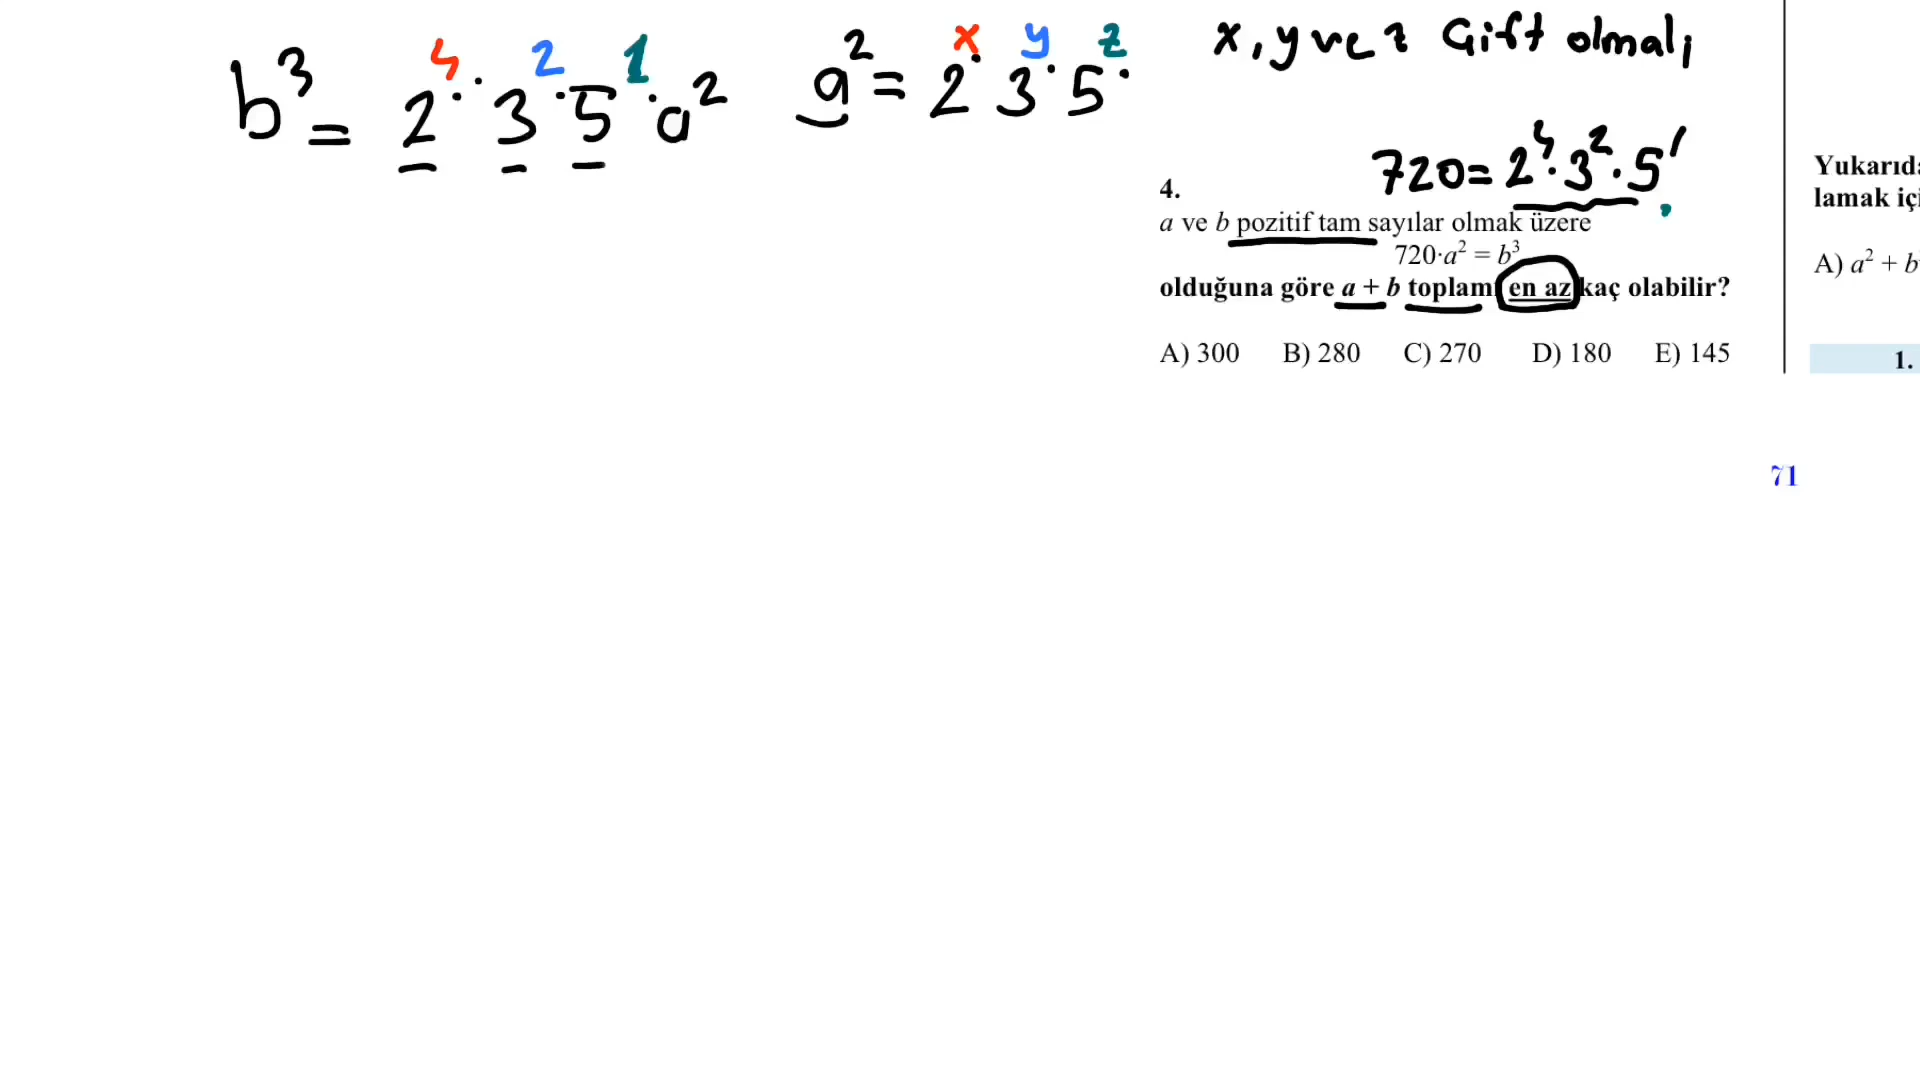 b³ = 2⁴ · 3² · 5¹ · a²   a² = 2ˣ · 3ʸ · 5ᶻ ·   x, y ve z Çift olmalı
720 = 2⁴ · 3² · 5¹
4.
a ve b pozitif tam sayılar olmak üzere
720·a² = b³
olduğuna göre a + b toplamı en az kaç olabilir?
A) 300   B) 280   C) 270   D) 180   E) 145
71
Yukarıda
lamak içi
A) a² + b
1.